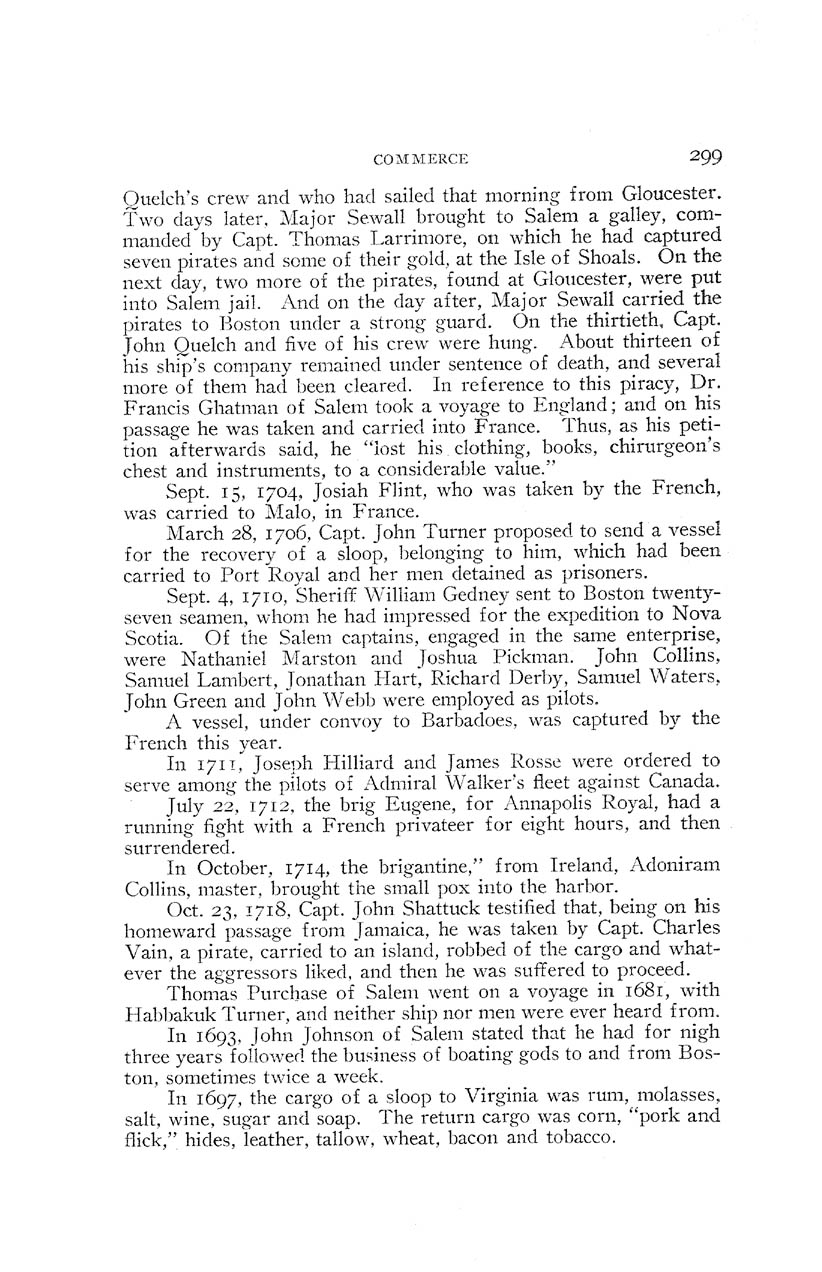 COMMERCE 299
Quelch's crew and who had sailed that morning from Gloucester.
Two days later, Major Sewall brought to Salem a galley, com-
manded by Capt. Thomas Larrimore, on which he had captured
seven pirates and some of their gold, at the Isle of Shoals. On the
next day, two more of the pirates, found at Gloucester, were put
into Salem jail. And on the day after, Major Sewall carried the
pirates to Boston under a strong guard. On the thirtieth, Capt.
John Quelch and five of his crew were hung. About thirteen of
his ship's company remained under sentence of death, and several
more of them had been cleared. In reference to this piracy, Dr.
Francis Ghatman of Salem took a voyage to England; and on his
passage he was taken and carried into France. Thus, as his peti-
tion afterwards said, he "lost his clothing, books, chirurgeon's
chest and instruments, to a considerable value."
Sept. 15, 1704, Josiah Flint, who was taken by the French,
was carried to Malo, in France.
March 28, 1706, Capt. John Turner proposed to send a vessel
for the recovery of a sloop, belonging to him, which had been
carried to Port Royal and her men detained as prisoners.
Sept. 4, 1710, Sheriff William Gedney sent to Boston twenty-
seven seamen, whom he had impressed for the expedition to Nova
Scotia. Of the Salem captains, engaged in the same enterprise,
were Nathaniel Marston and Joshua Pickman. John Collins,
Samuel Lambert, Jonathan Hart, Richard Derby, Samuel Waters,
John Green and John Webb were employed as pilots.
A vessel, under convoy to Barbadoes, was captured by the
French this year.
In 1711, Joseph Hilliard and James Rosse were ordered to
serve among the pilots of Admiral Walker's fleet against Canada.
July 22, 1712, the brig Eugene, for Annapolis Royal, had a
running fight with a French privateer for eight hours, and then
surrendered.
In October, 1714, the brigantine," from Ireland, Adoniram
Collins, master, brought the small pox into the harbor.
Oct. 23, 1718, Capt. John Shattuck testified that, being on his
homeward passage from Jamaica, he was taken by Capt. Charles
Vain, a pirate, carried to an island, robbed of the cargo and what-
ever the aggressors liked, and then he was suffered to proceed.
Thomas Purchase of Salem went on a voyage in 1681, with
Habbakuk Turner, and neither ship nor men were ever heard from.
In 1693, John Johnson of Salem stated that he had for nigh
three years followed the business of boating gods to and from Bos-
ton, sometimes twice a week.
In 1697, the cargo of a sloop to Virginia was rum, molasses,
salt, wine, sugar and soap. The return cargo was corn, "pork and
flick," hides, leather, tallow, wheat, bacon and tobacco.